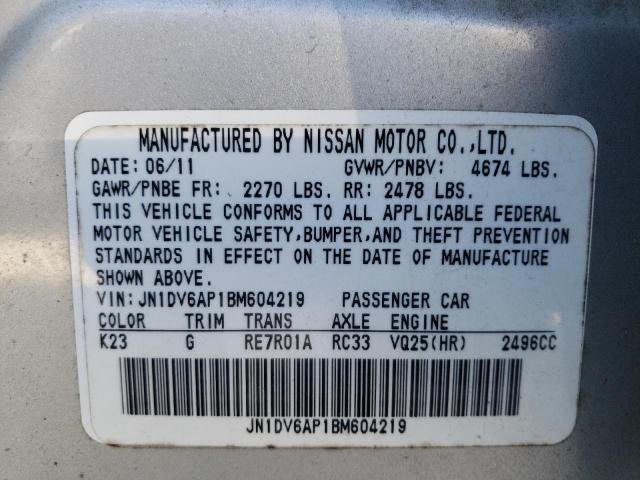 MANUFACTURED BY NISSAN MOTOR CO.,LTD.
DATE: 06/11 GVWR/PNBV: 4674 LBS.
GAWR/PNBE FR: 2270 LBS. RR: 2478 LBS.
THIS VEHICLE CONFORMS TO ALL APPLICABLE FEDERAL
MOTOR VEHICLE SAFETY,BUMPER,AND THEFT PREVENTION
STANDARDS IN EFFECT ON THE DATE OF MANUFACTURE
SHOWN ABOVE.
VIN: JN1DV6AP1BM604219 PASSENGER CAR
COLOR TRIM TRANS AXLE ENGINE
K23 G RE7R01A RC33 VQ25(HR) 2496CC
JN1DV6AP1BM604219